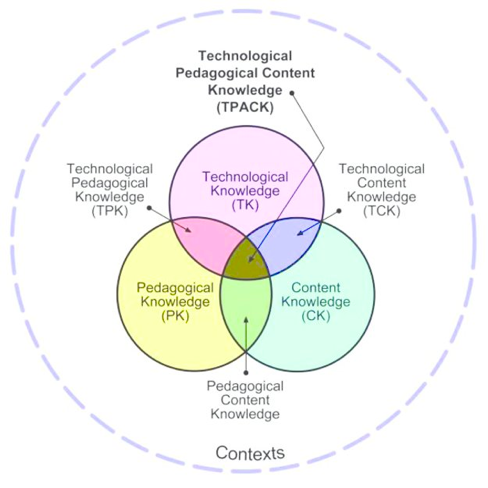 Technological
Pedagogical Content
Knowledge
(TPACK)
Technological
Pedagogical
Knowledge
(TPK)
Technological
Knowledge
(TK)
Technological
Content
Knowledge
(TCK)
Pedagogical
Knowledge
(PK)
Content
Knowledge
(CK)
Pedagogical
Content
Knowledge
Contexts